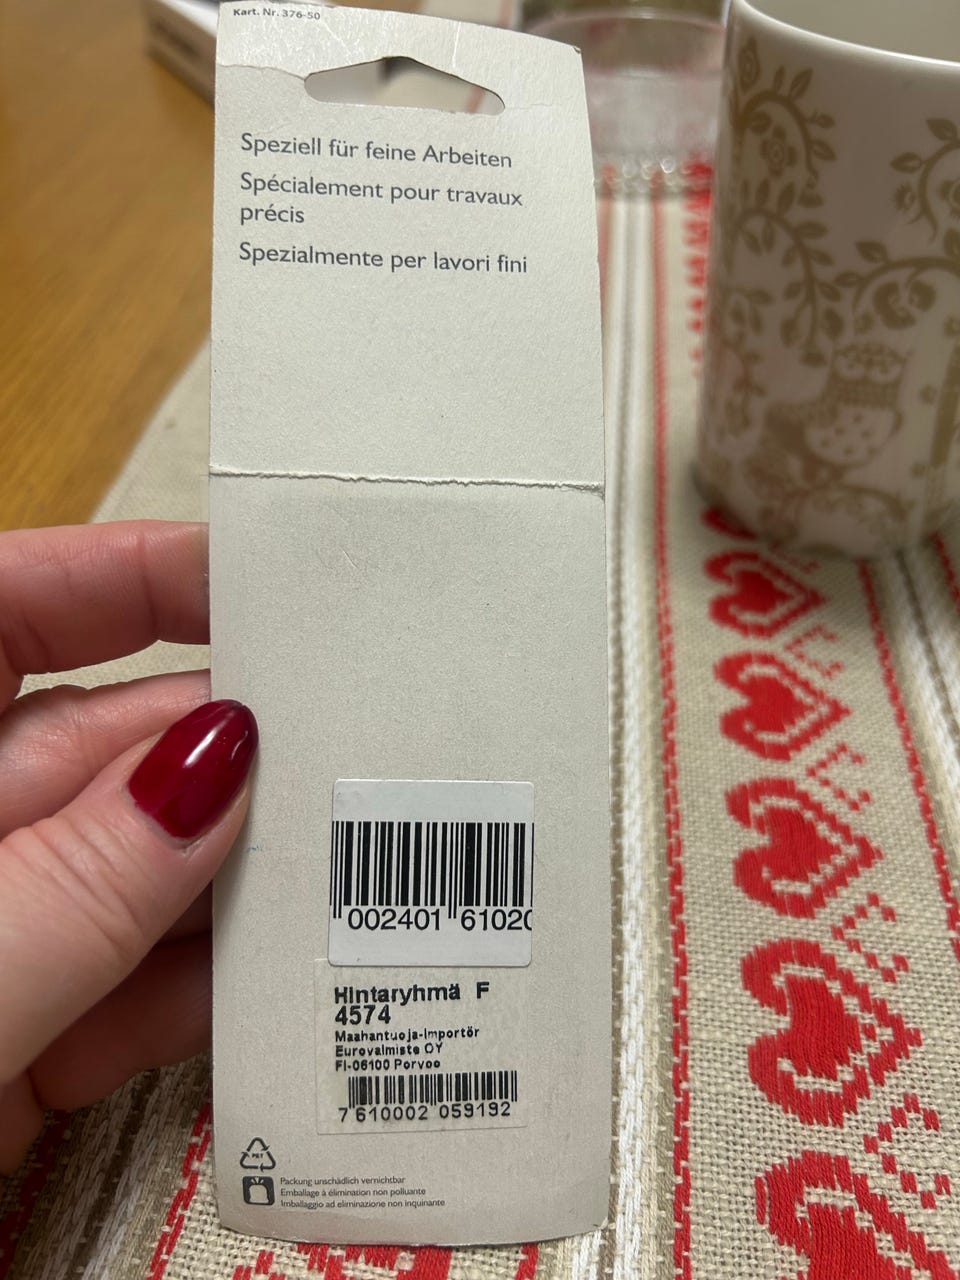 Kart. Nr. 376-50
Speziell für feine Arbeiten
Spécialement pour travaux
précis
Spezialmente per lavori fini
002401 61020
Hintaryhmä F
4574
Maahantuoja-Importör
Eurovalmiste OY
FI-06100 Porvoo
7 610002 059192
PET
Packung unschädlich vernichtbar
Emballage à élimination non polluante
Imballaggio ad eliminazione non inquinante